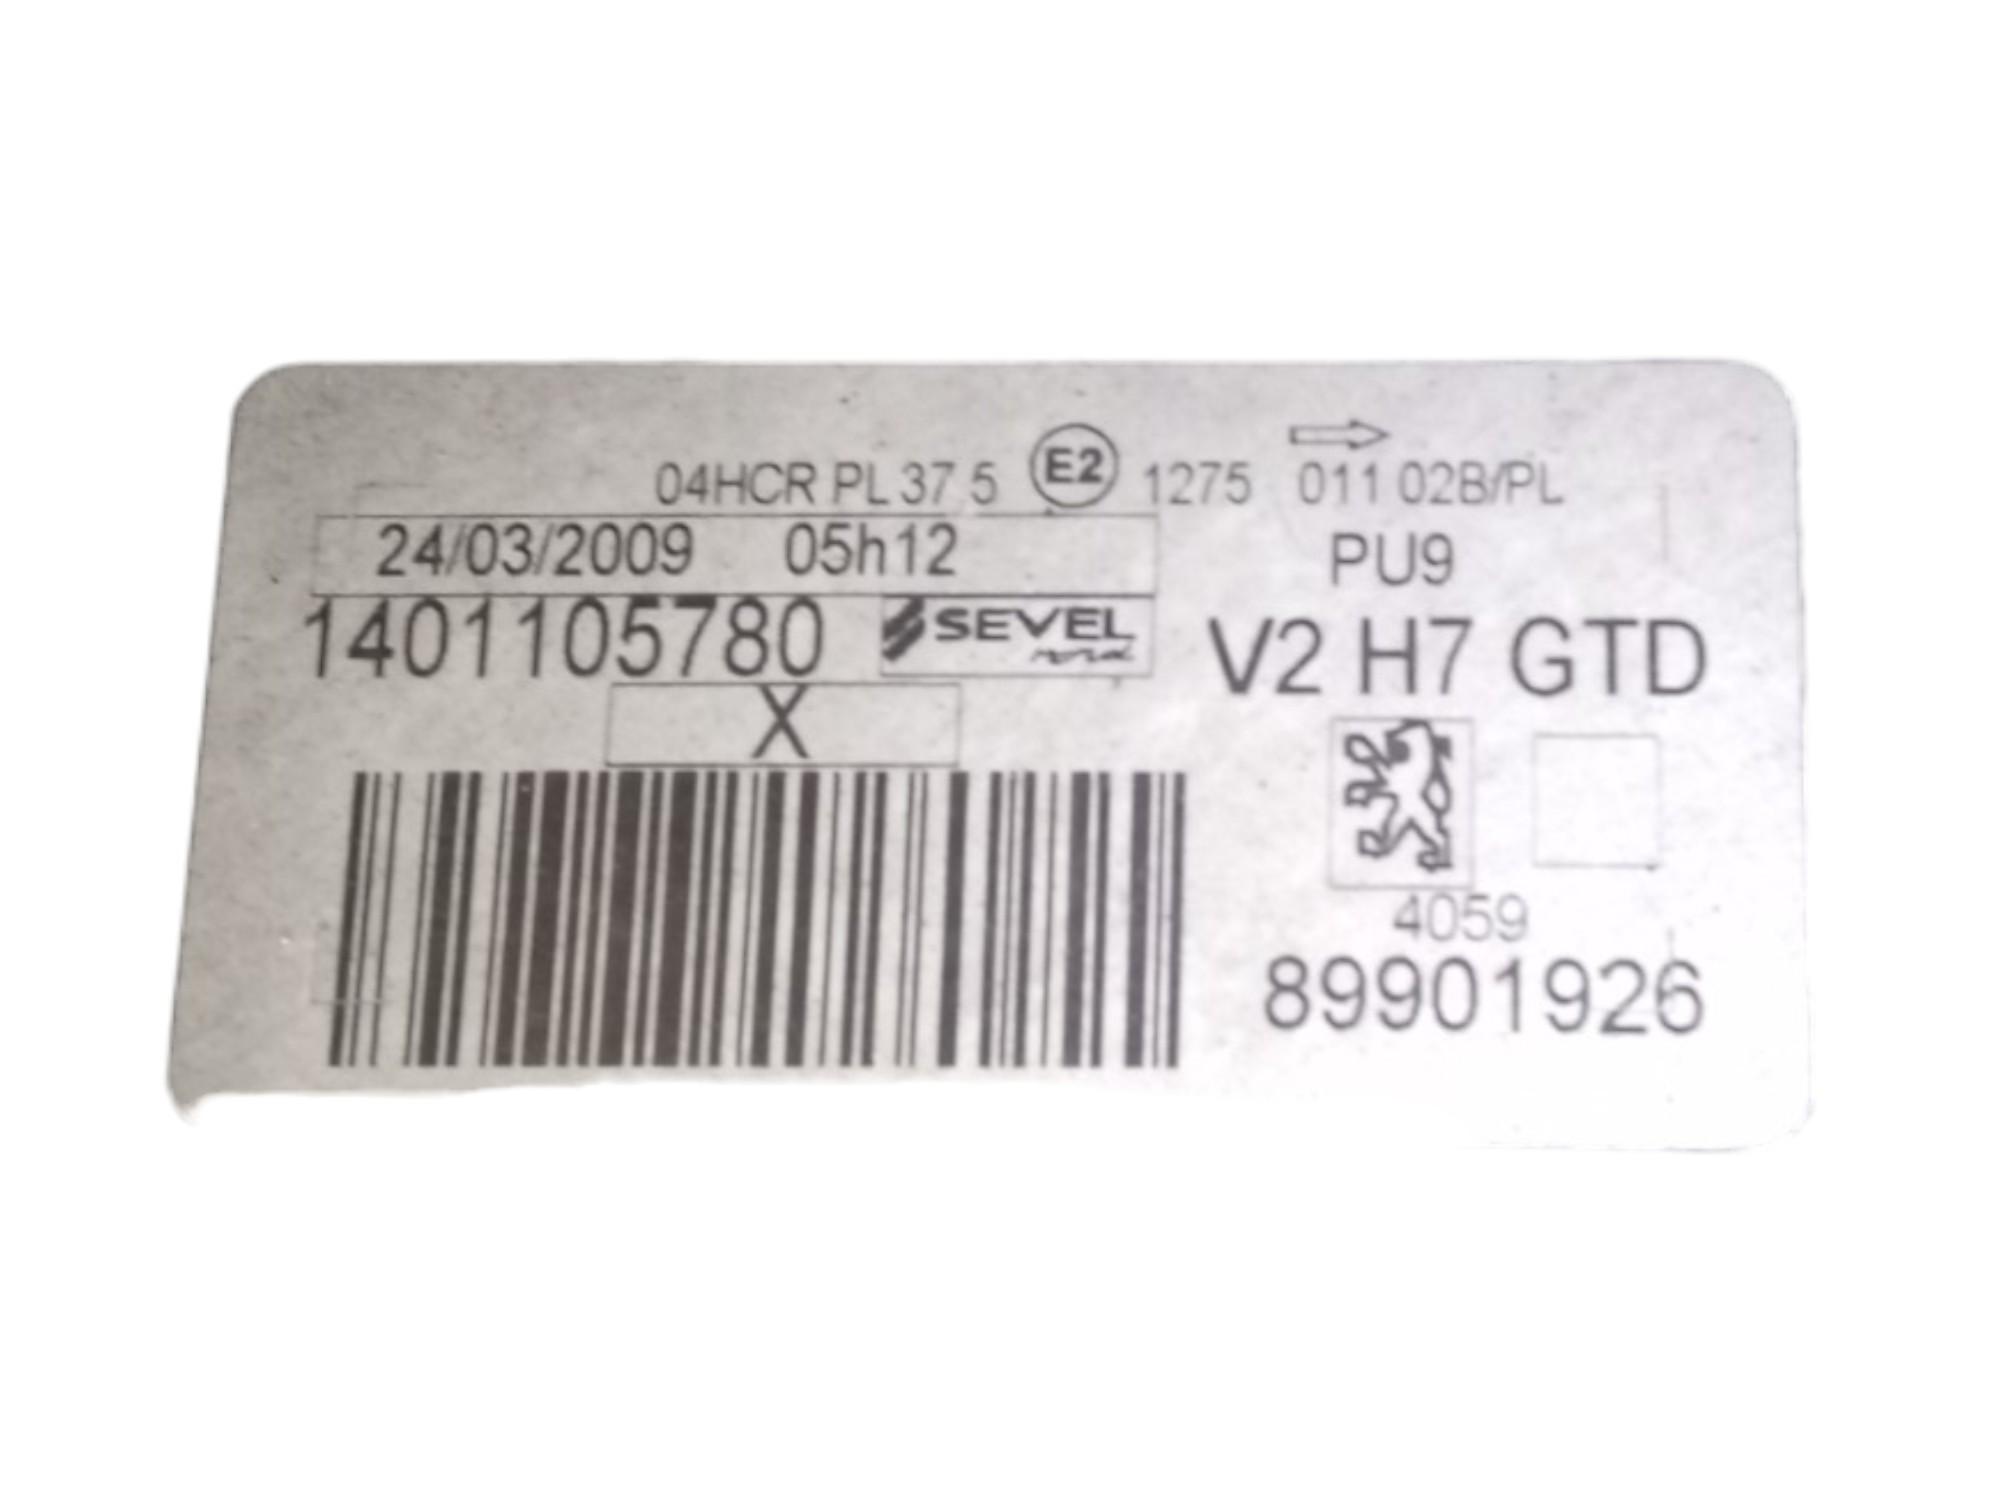 04HCR PL 37 5 E2 1275 011 02B/PL
24/03/2009 05h12 PU9
1401105780 SEVEL V2 H7 GTD
X
4059
89901926